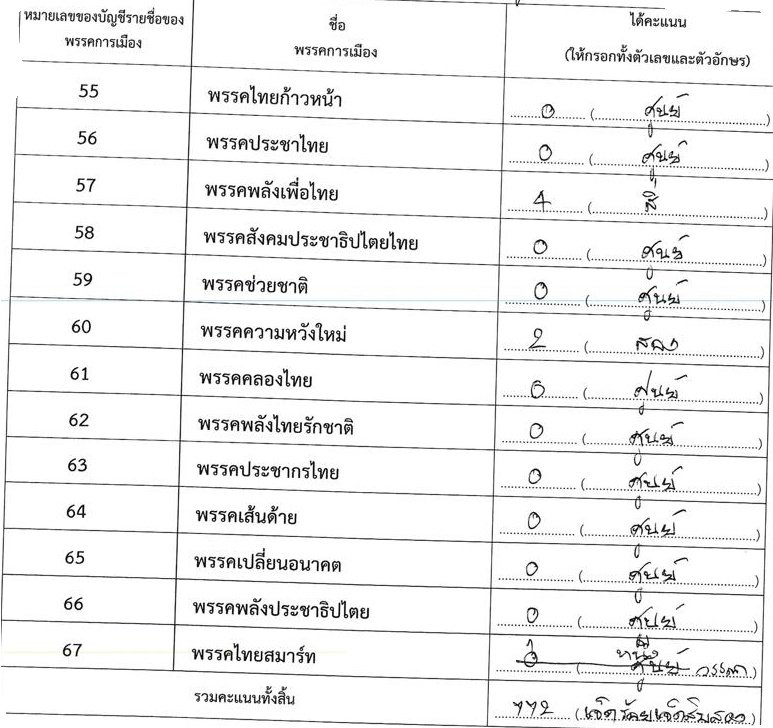 หมายเลขของบัญชีรายชื่อของ ชื่อ ได้คะแนน
พรรคการเมือง พรรคการเมือง (ให้กรอกทั้งตัวเลขและตัวอักษร)
55 พรรคไทยก้าวหน้า 0 (ศูนย์)
56 พรรคประชาไทย 0 (ศูนย์)
57 พรรคพลังเพื่อไทย 4 (สี่)
58 พรรคสังคมประชาธิปไตยไทย 0 (ศูนย์)
59 พรรคช่วยชาติ 0 (ศูนย์)
60 พรรคความหวังใหม่ 2 (สอง)
61 พรรคคลองไทย 0 (ศูนย์)
62 พรรคพลังไทยรักชาติ 0 (ศูนย์)
63 พรรคประชากรไทย 0 (ศูนย์)
64 พรรคเส้นด้าย 0 (ศูนย์)
65 พรรคเปลี่ยนอนาคต 0 (ศูนย์)
66 พรรคพลังประชาธิปไตย 0 (ศูนย์)
67 พรรคไทยสมาร์ท 1 0 (หนึ่ง ศูนย์)
รวมคะแนนทั้งสิ้น 772 (เจ็ดร้อยเจ็ดสิบสอง)